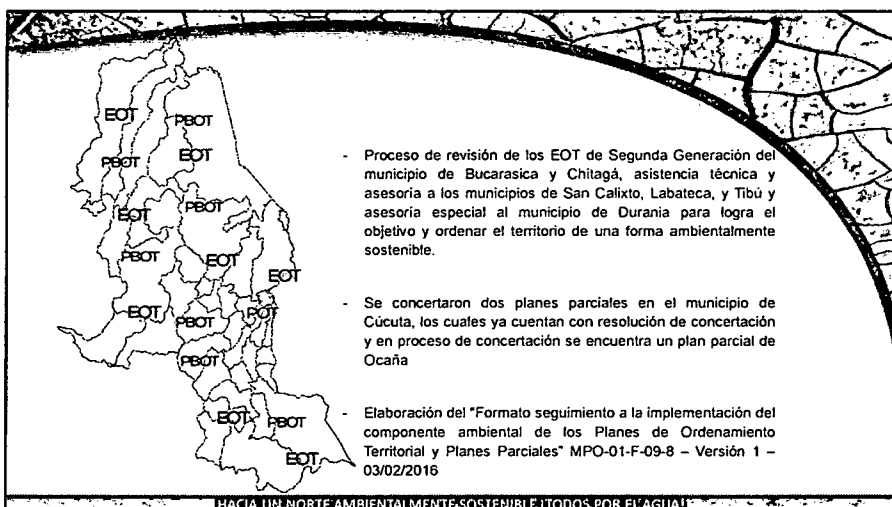 EOT
PBOT
PBOT
EOT
EOT
PBOT
PBOT
EOT
EOT
EOT
PBOT
POT
PBOT
EOT
PBOT
EOT
- Proceso de revisión de los EOT de Segunda Generación del
municipio de Bucarasica y Chitagá, asistencia técnica y
asesoría a los municipios de San Calixto, Labateca, y Tibú y
asesoría especial al municipio de Durania para logra el
objetivo y ordenar el territorio de una forma ambientalmente
sostenible.
- Se concertaron dos planes parciales en el municipio de
Cúcuta, los cuales ya cuentan con resolución de concertación
y en proceso de concertación se encuentra un plan parcial de
Ocaña
- Elaboración del "Formato seguimiento a la implementación del
componente ambiental de los Planes de Ordenamiento
Territorial y Planes Parciales" MPO-01-F-09-8 – Versión 1 –
03/02/2016
HACIA UN NORTE AMBIENTALMENTE SOSTENIBLE ¡TODOS POR EL AGUA!